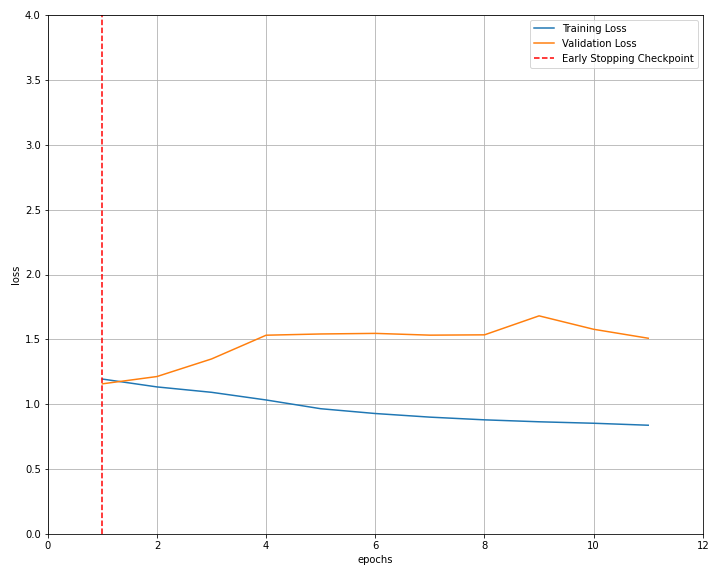 4.0
3.5
3.0
2.5
2.0
1.5
1.0
0.5
0.0
loss
Training Loss
Validation Loss
Early Stopping Checkpoint
0 2 4 6 8 10 12
epochs